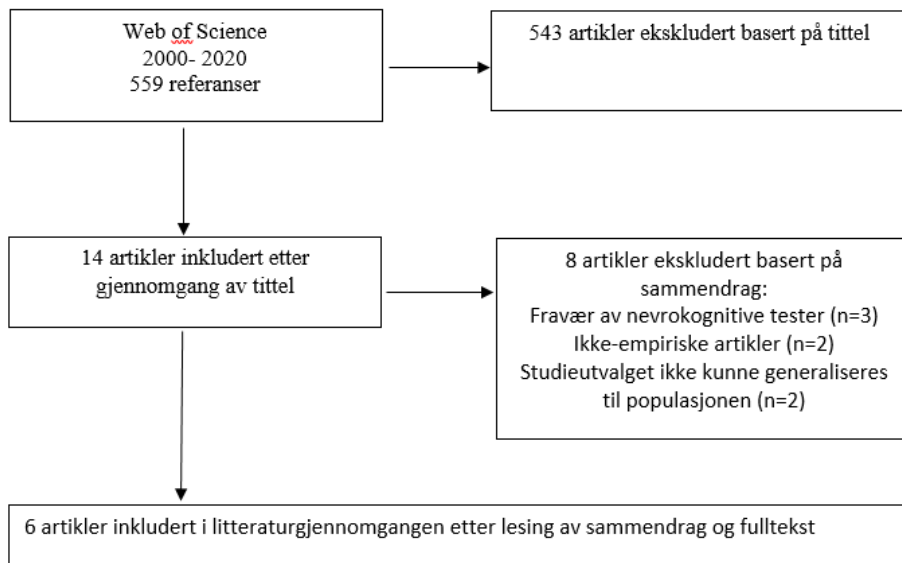 Web of Science
2000- 2020
559 referanser
543 artikler ekskludert basert på tittel
14 artikler inkludert etter
gjennomgang av tittel
8 artikler ekskludert basert på
sammendrag:
Fravær av nevrokognitive tester (n=3)
Ikke-empiriske artikler (n=2)
Studieutvalget ikke kunne generaliseres
til populasjonen (n=2)
6 artikler inkludert i litteraturgjennomgangen etter lesing av sammendrag og fulltekst